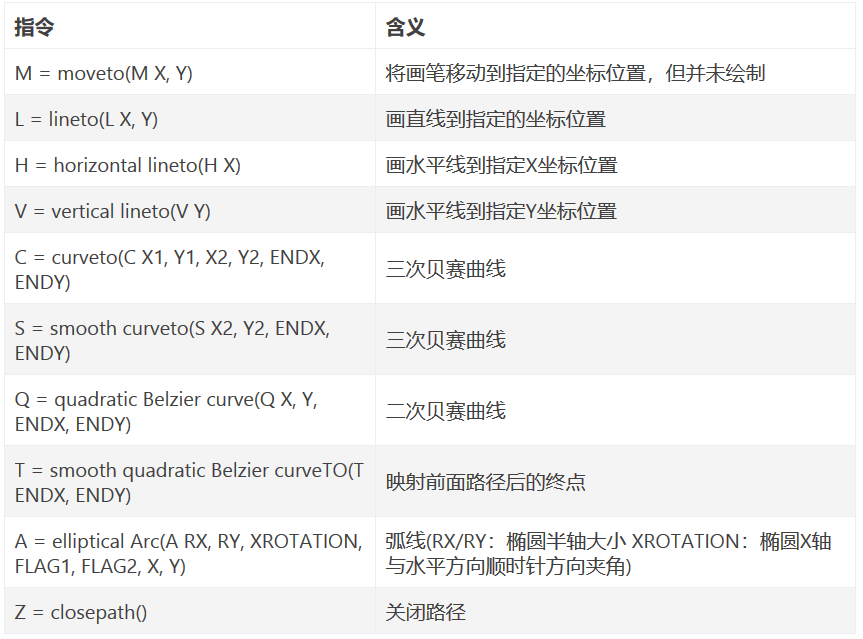 指令
含义
M = moveto(M X, Y)
将画笔移动到指定的坐标位置，但并未绘制
L = lineto(L X, Y)
画直线到指定的坐标位置
H = horizontal lineto(H X)
画水平线到指定X坐标位置
V = vertical lineto(V Y)
画水平线到指定Y坐标位置
C = curveto(C X1, Y1, X2, Y2, ENDX,
ENDY)
三次贝赛曲线
S = smooth curveto(S X2, Y2, ENDX,
ENDY)
三次贝赛曲线
Q = quadratic Belzier curve(Q X, Y,
ENDX, ENDY)
二次贝赛曲线
T = smooth quadratic Belzier curveTO(T
ENDX, ENDY)
映射前面路径后的终点
A = elliptical Arc(A RX, RY, XROTATION,
FLAG1, FLAG2, X, Y)
弧线(RX/RY：椭圆半轴大小 XROTATION：椭圆X轴
与水平方向顺时针方向夹角)
Z = closepath()
关闭路径